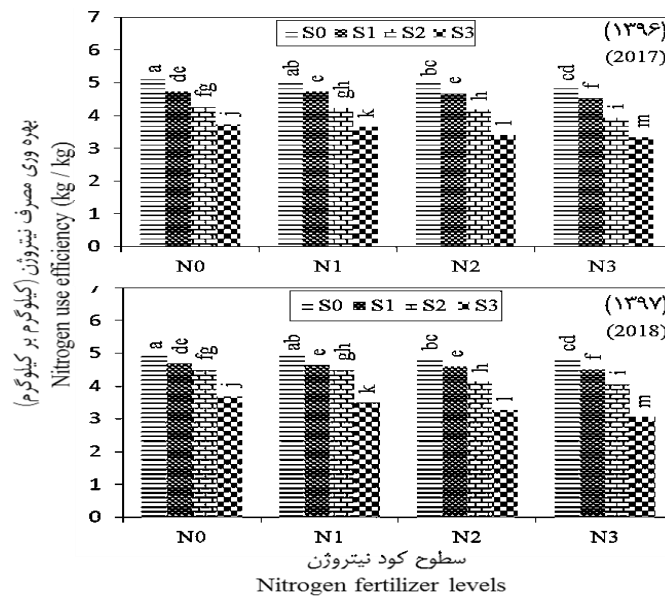 بهره وری مصرف نیتروژن (کیلوگرم بر کیلوگرم)
Nitrogen use efficiency (kg / kg)
7
6
5
4
3
2
1
0
S0 S1 S2 S3
(۱۳۹۶)
(2017)
a de fg j ab e gh k bc e h l cd f i m
N0 N1 N2 N3
7
6
5
4
3
2
1
0
S0 S1 S2 S3
(۱۳۹۷)
(2018)
a de fg j ab e gh k bc e h l cd f i m
N0 N1 N2 N3
سطوح کود نیتروژن
Nitrogen fertilizer levels